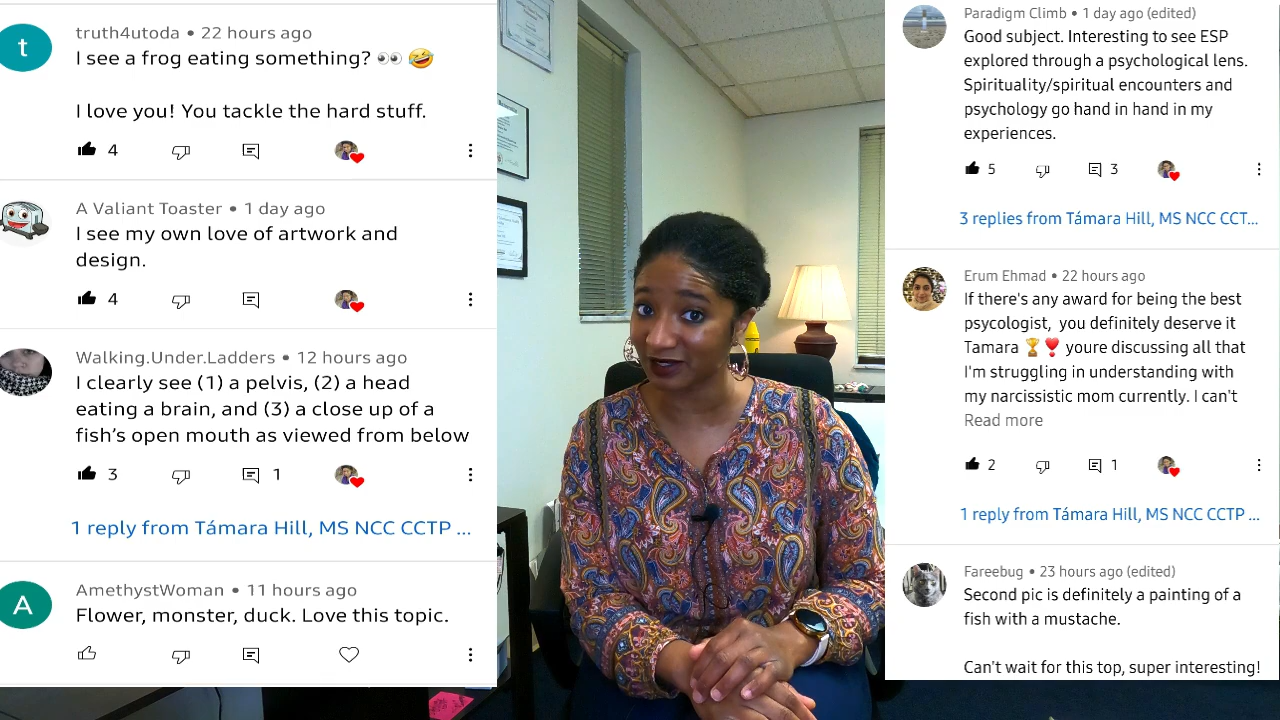 t
truth4utoda • 22 hours ago
I see a frog eating something? 👀 🤣
I love you! You tackle the hard stuff.
4
A Valiant Toaster • 1 day ago
I see my own love of artwork and
design.
4
Walking.Under.Ladders • 12 hours ago
I clearly see (1) a pelvis, (2) a head
eating a brain, and (3) a close up of a
fish’s open mouth as viewed from below
3 1
1 reply from Támara Hill, MS NCC CCTP ...
A
AmethystWoman • 11 hours ago
Flower, monster, duck. Love this topic.
Paradigm Climb • 1 day ago (edited)
Good subject. Interesting to see ESP
explored through a psychological lens.
Spirituality/spiritual encounters and
psychology go hand in hand in my
experiences.
5 3
3 replies from Támara Hill, MS NCC CCT...
Erum Ehmad • 22 hours ago
If there's any award for being the best
psycologist, you definitely deserve it
Tamara 🏆❣️ youre discussing all that
I'm struggling in understanding with
my narcissistic mom currently. I can't
Read more
2 1
1 reply from Támara Hill, MS NCC CCTP ...
Fareebug • 23 hours ago (edited)
Second pic is definitely a painting of a
fish with a mustache.
Can't wait for this top, super interesting!